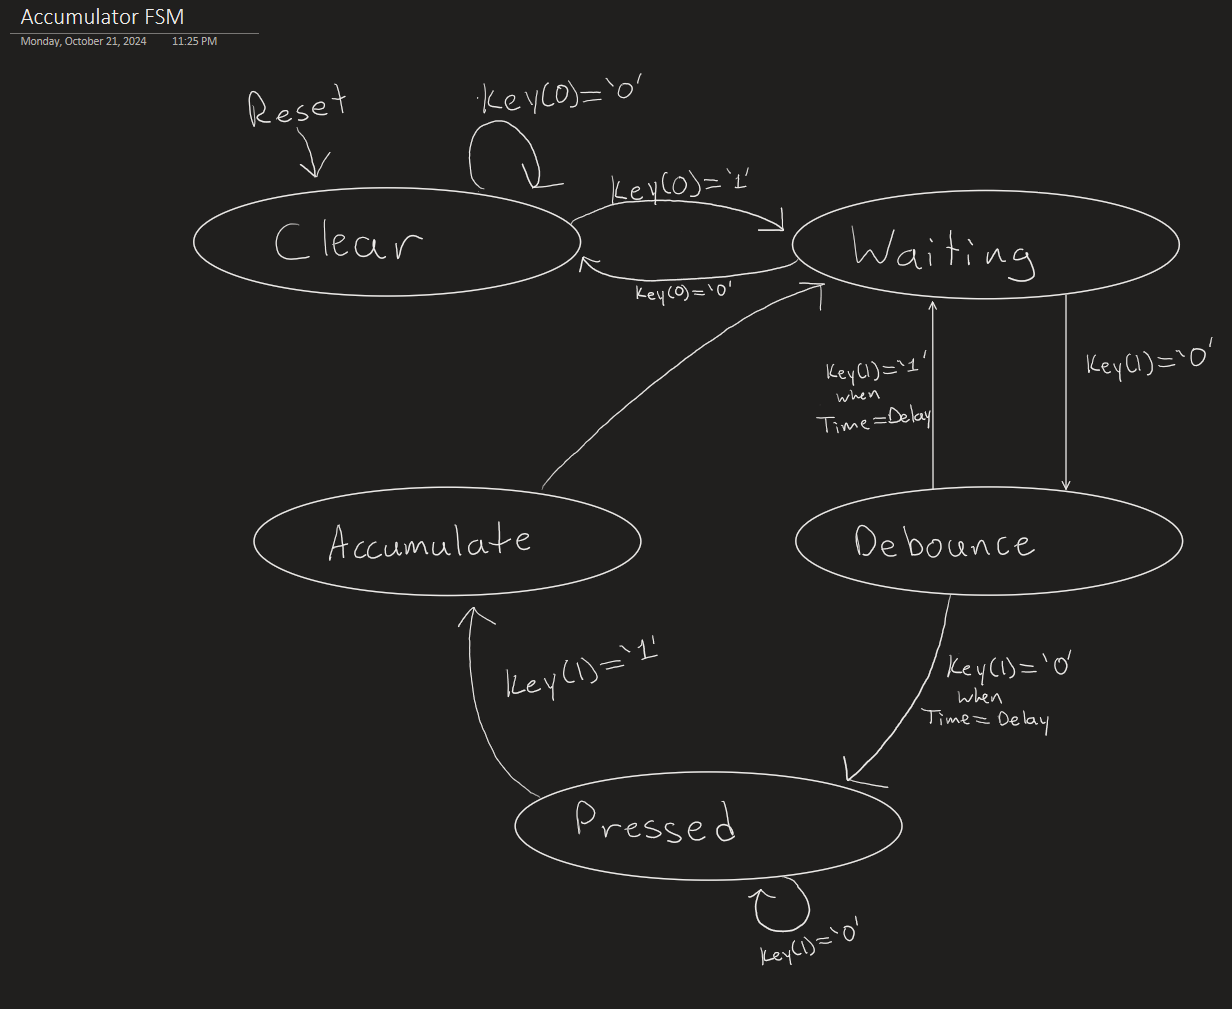 Accumulator FSM
Monday, October 21, 2024 11:25 PM
Reset
Key(0)='0'
Key(0)='1'
Clear
Waiting
Key(0)='0'
Key(1)='1'
when
Time=Delay
Key(1)='0'
Accumulate
Debounce
Key(1)='1'
Key(1)='0'
when
Time=Delay
Pressed
Key(1)='0'